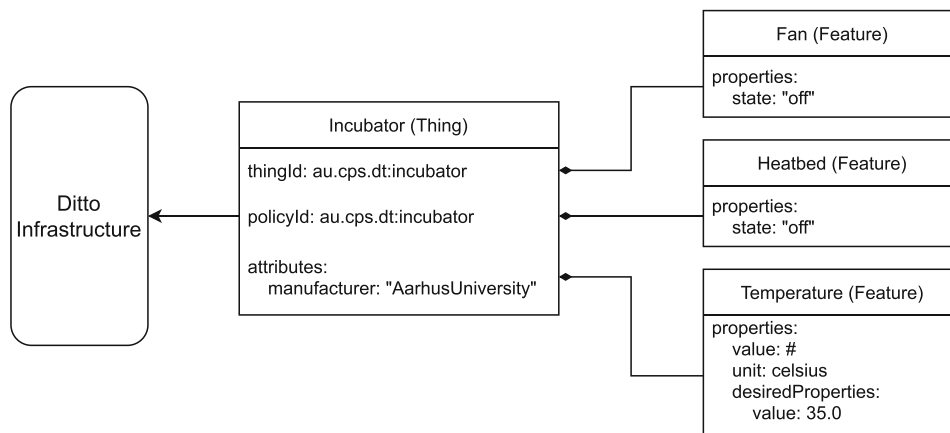 Ditto
Infrastructure
Incubator (Thing)
thingId: au.cps.dt:incubator
policyId: au.cps.dt:incubator
attributes:
manufacturer: "AarhusUniversity"
Fan (Feature)
properties:
state: "off"
Heatbed (Feature)
properties:
state: "off"
Temperature (Feature)
properties:
value: #
unit: celsius
desiredProperties:
value: 35.0